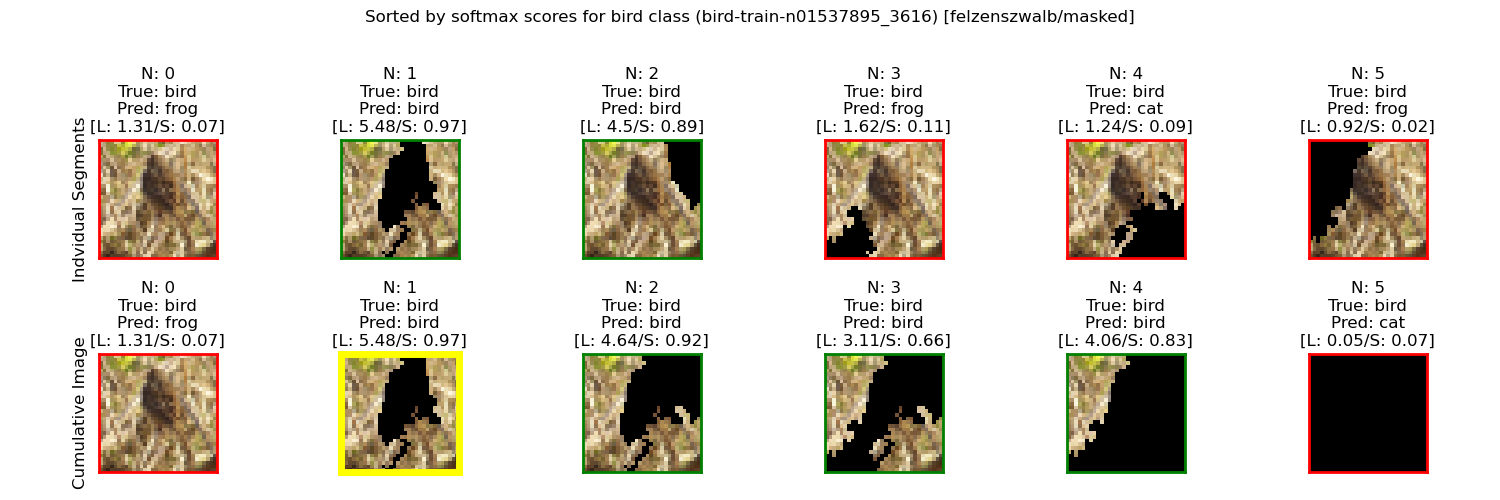 Sorted by softmax scores for bird class (bird-train-n01537895_3616) [felzenszwalb/masked]
Indvidual Segments
N: 0
True: bird
Pred: frog
[L: 1.31/S: 0.07]
N: 1
True: bird
Pred: bird
[L: 5.48/S: 0.97]
N: 2
True: bird
Pred: bird
[L: 4.5/S: 0.89]
N: 3
True: bird
Pred: frog
[L: 1.62/S: 0.11]
N: 4
True: bird
Pred: cat
[L: 1.24/S: 0.09]
N: 5
True: bird
Pred: frog
[L: 0.92/S: 0.02]
Cumulative Image
N: 0
True: bird
Pred: frog
[L: 1.31/S: 0.07]
N: 1
True: bird
Pred: bird
[L: 5.48/S: 0.97]
N: 2
True: bird
Pred: bird
[L: 4.64/S: 0.92]
N: 3
True: bird
Pred: bird
[L: 3.11/S: 0.66]
N: 4
True: bird
Pred: bird
[L: 4.06/S: 0.83]
N: 5
True: bird
Pred: cat
[L: 0.05/S: 0.07]